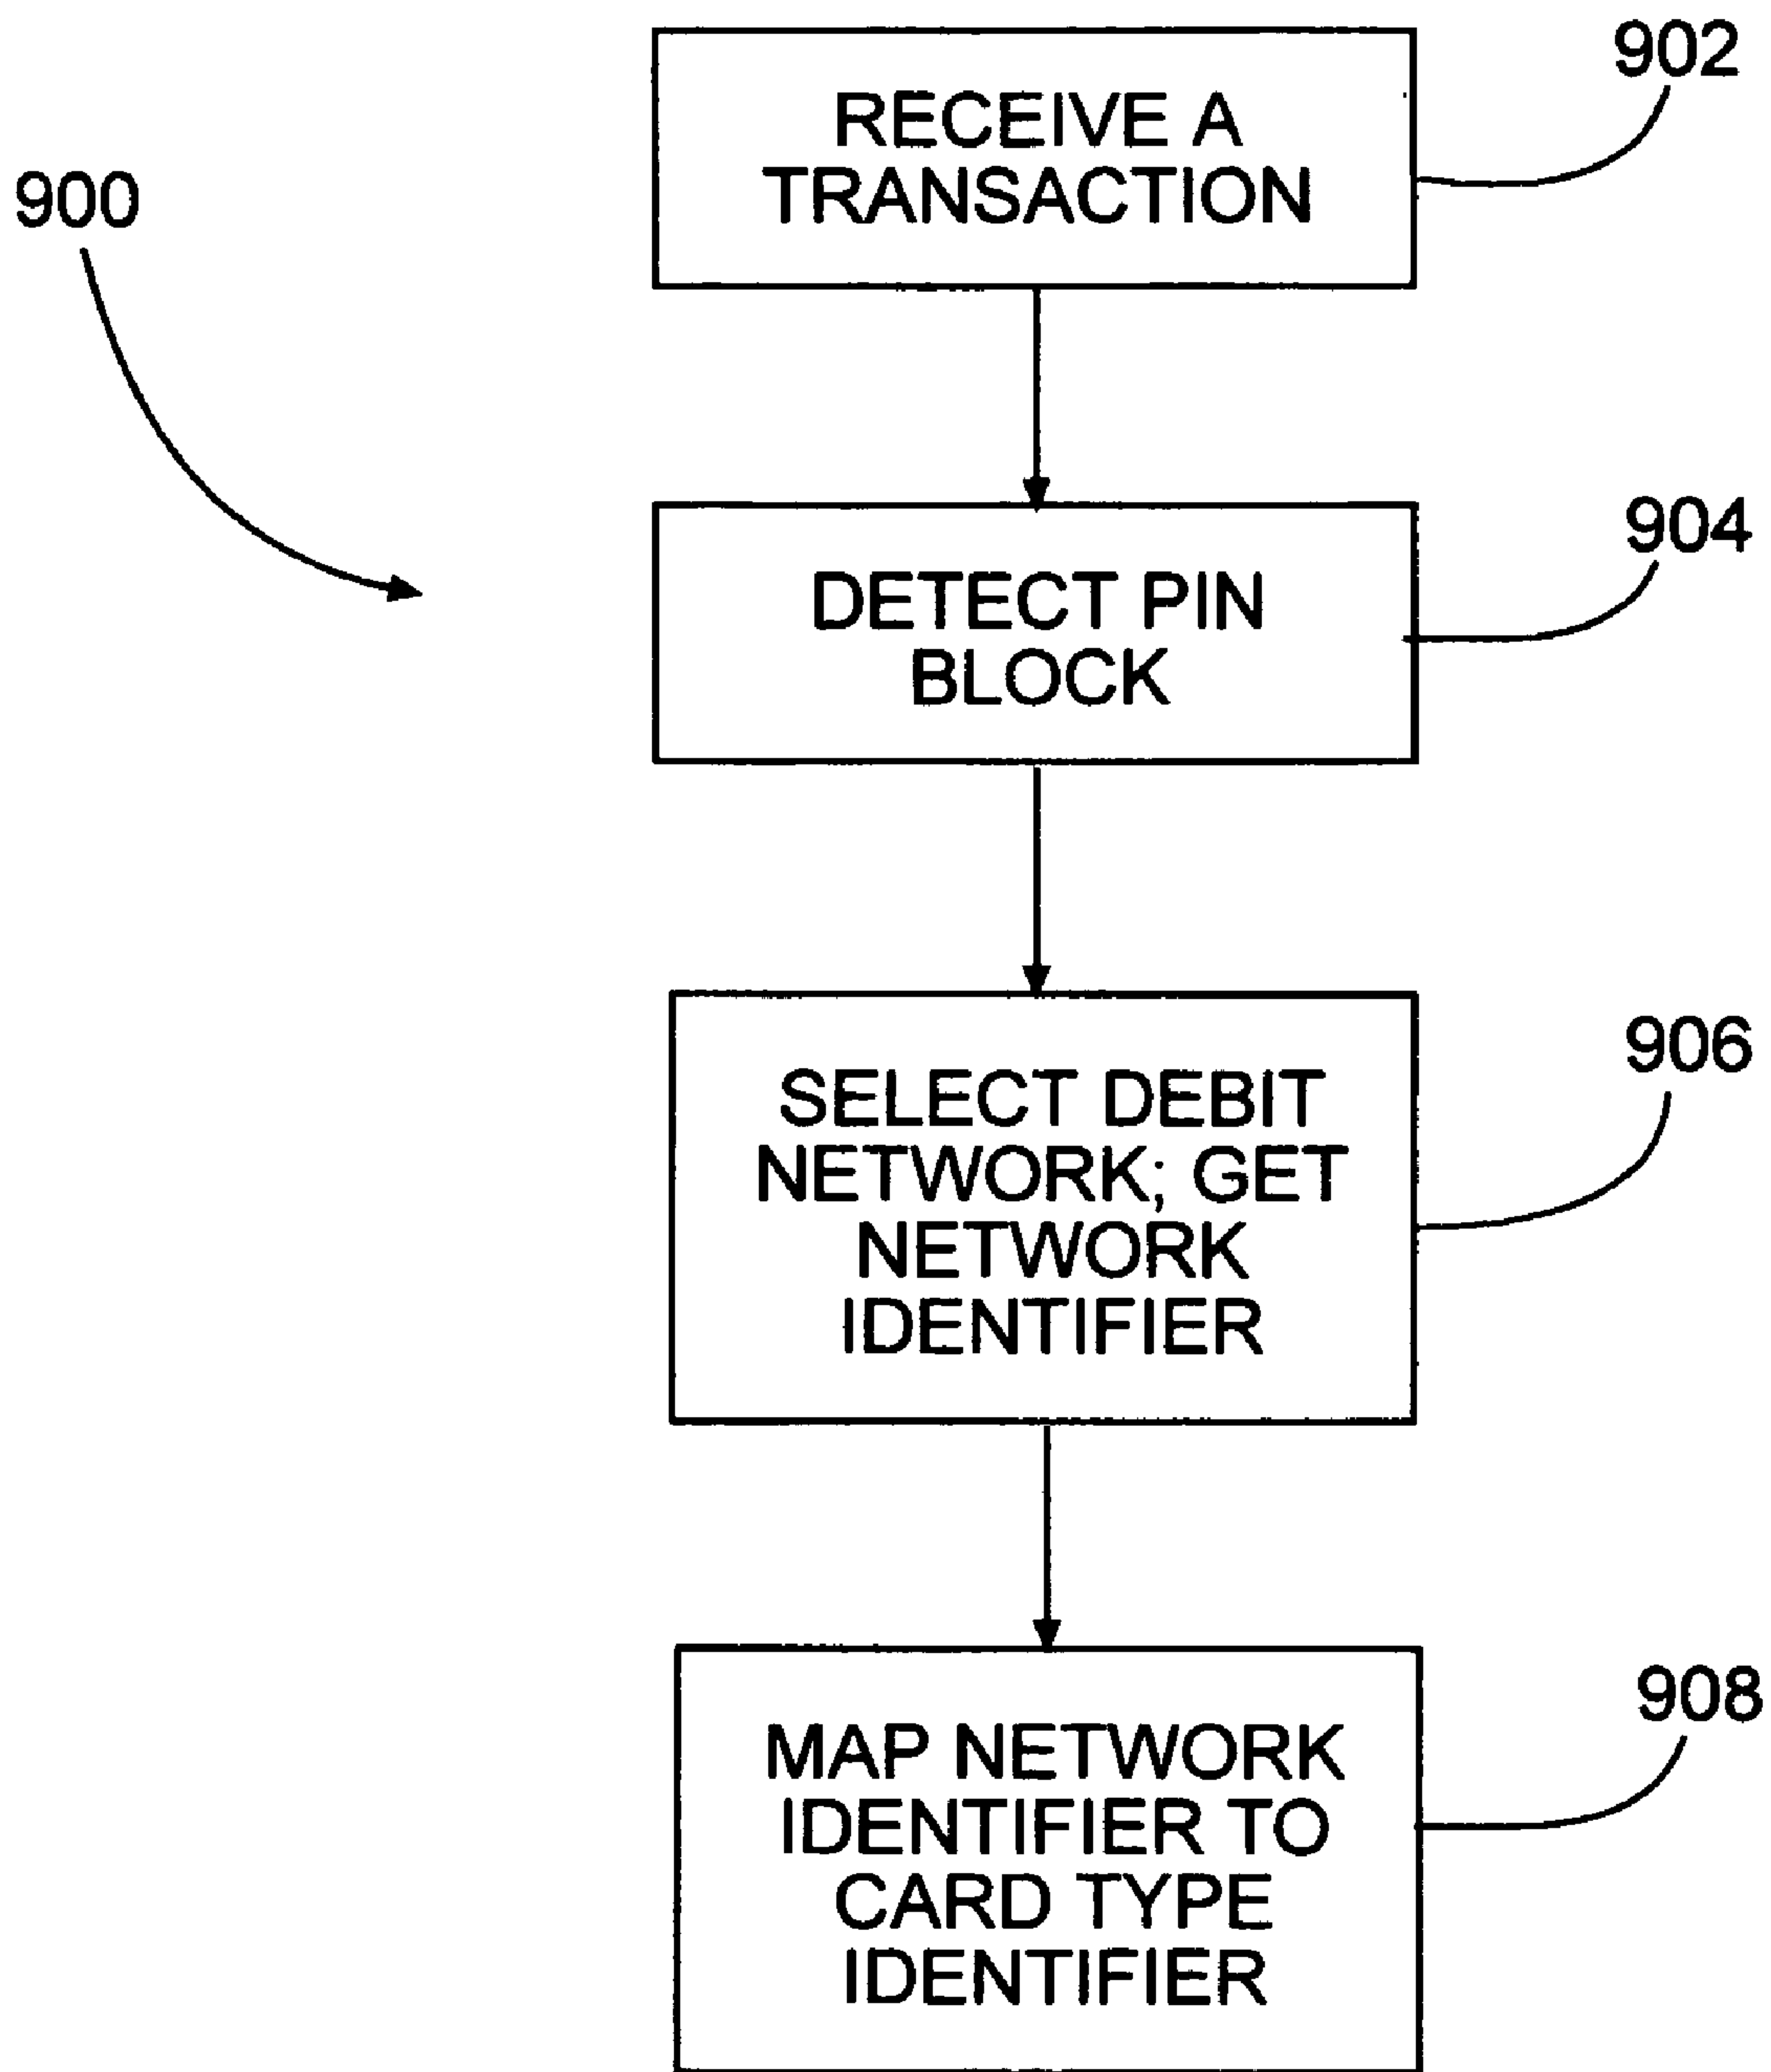 902
RECEIVE A
TRANSACTION
900
904
DETECT PIN
BLOCK
906
SELECT DEBIT
NETWORK; GET
NETWORK
IDENTIFIER
908
MAP NETWORK
IDENTIFIER TO
CARD TYPE
IDENTIFIER